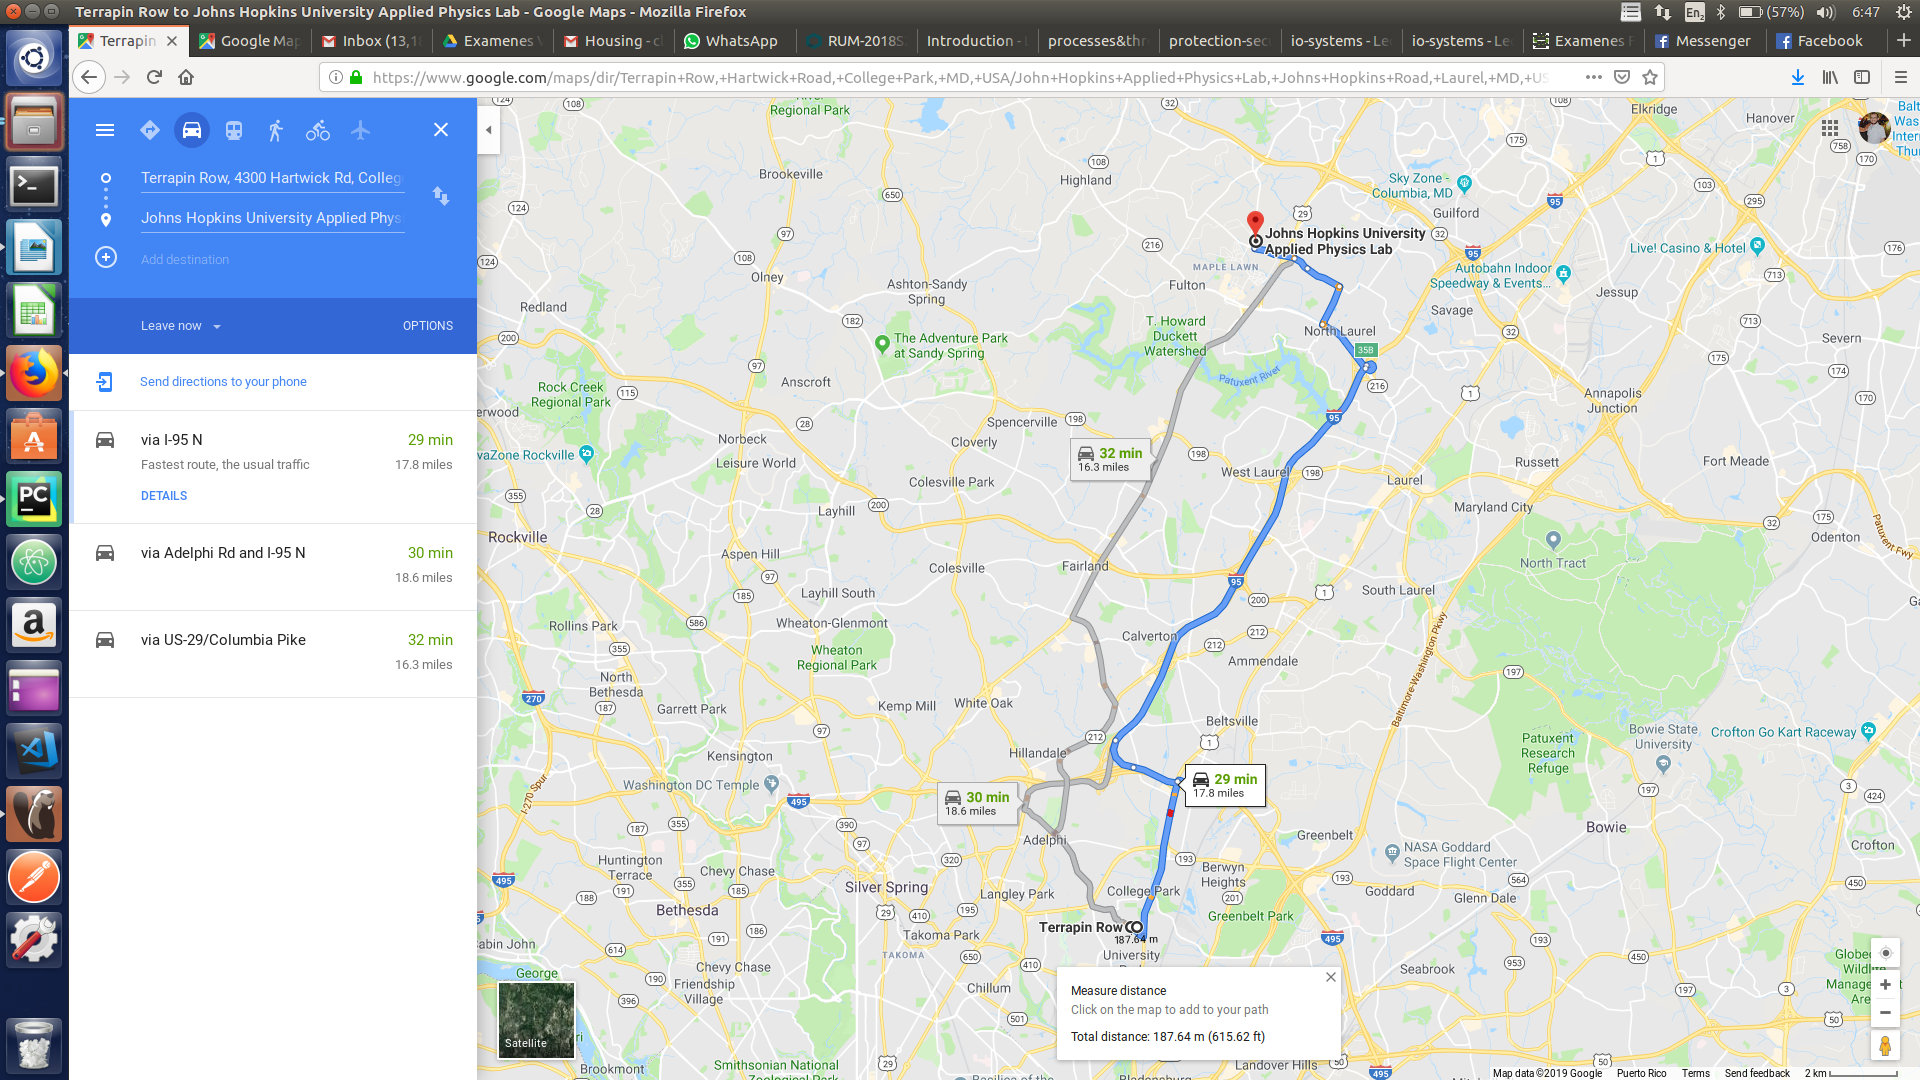 Terrapin Row to Johns Hopkins University Applied Physics Lab - Google Maps - Mozilla Firefox
En2
(57%)
6:47
Terrapin
Google Ma
Inbox (13,1
Examenes
Housing - c
WhatsApp
RUM-2018S
Introduction -
processes&thr
protection-sec
io-systems - Le
io-systems - Le
Examenes F
Messenger
Facebook
https://www.google.com/maps/dir/Terrapin+Row,+Hartwick+Road,+College+Park,+MD,+USA/John+Hopkins+Applied+Physics+Lab,+Johns+Hopkins+Road,+Laurel,+MD,+US
Terrapin Row, 4300 Hartwick Rd, Colleg
Johns Hopkins University Applied Phys
Add destination
Leave now
OPTIONS
Send directions to your phone
via I-95 N
29 min
Fastest route, the usual traffic
17.8 miles
DETAILS
via Adelphi Rd and I-95 N
30 min
18.6 miles
via US-29/Columbia Pike
32 min
16.3 miles
Regional Park
Elkridge
Hanover
Brookeville
Highland
Sky Zone -
Columbia, MD
Guilford
Johns Hopkins University
Applied Physics Lab
Live! Casino & Hotel
MAPLE LAWN
Autobahn Indoor
Speedway & Events...
Olney
Ashton-Sandy
Spring
Fulton
Jessup
Redland
Savage
T. Howard
Duckett
Watershed
North Laurel
35B
Severn
The Adventure Park
at Sandy Spring
Patuxent River
Rock Creek
Regional Park
Anscroft
Annapolis
Junction
erwood
Spencerville
Norbeck
Cloverly
vaZone Rockville
Leisure World
32 min
16.3 miles
West Laurel
Laurel
Russett
Fort Meade
Colesville Park
Layhill
Maryland City
Rockville
Patuxent Fwy
Odenton
Aspen Hill
Colesville
Fairland
North Tract
Layhill South
South Laurel
Rollins Park
Wheaton-Glenmont
Calverton
Baltimore-Washington Pkwy
Wheaton
Regional Park
Ammendale
North
Bethesda
Garrett Park
Kemp Mill
White Oak
Beltsville
Hillandale
Patuxent
Research
Refuge
Bowie State
University
Crofton Go Kart Raceway
Kensington
I-270 Spur
Washington DC Temple
29 min
17.8 miles
30 min
18.6 miles
Adelphi
Greenbelt
Bowie
NASA Goddard
Space Flight Center
Crofton
Huntington
Terrace
Chevy Chase
Silver Spring
Langley Park
College Park
Berwyn
Heights
Goddard
Glenn Dale
Bethesda
Greenbelt Park
Terrapin Row
187.64 m
Takoma Park
TAKOMA
University
Cabin John
Chevy Chase
Friendship
Village
George
Chillum
Seabrook
Measure distance
Click on the map to add to your path
Total distance: 187.64 m (615.62 ft)
Satellite
Smithsonian
National
Zoological Park
Brookmont
Landover Hills
Bladensburg
Map data ©2019 Google
Puerto Rico
Terms
Send feedback
2 km